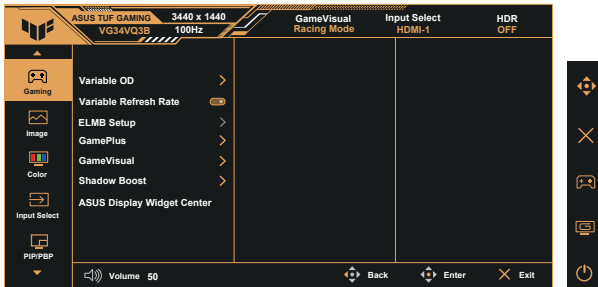 ASUS TUF GAMING 3440 x 1440 GameVisual Input Select HDR
VG34VQ3B 100Hz Racing Mode HDMI-1 OFF
Gaming
Image
Color
Input Select
PIP/PBP
Variable OD
Variable Refresh Rate
ELMB Setup
GamePlus
GameVisual
Shadow Boost
ASUS Display Widget Center
Volume 50 Back Enter Exit